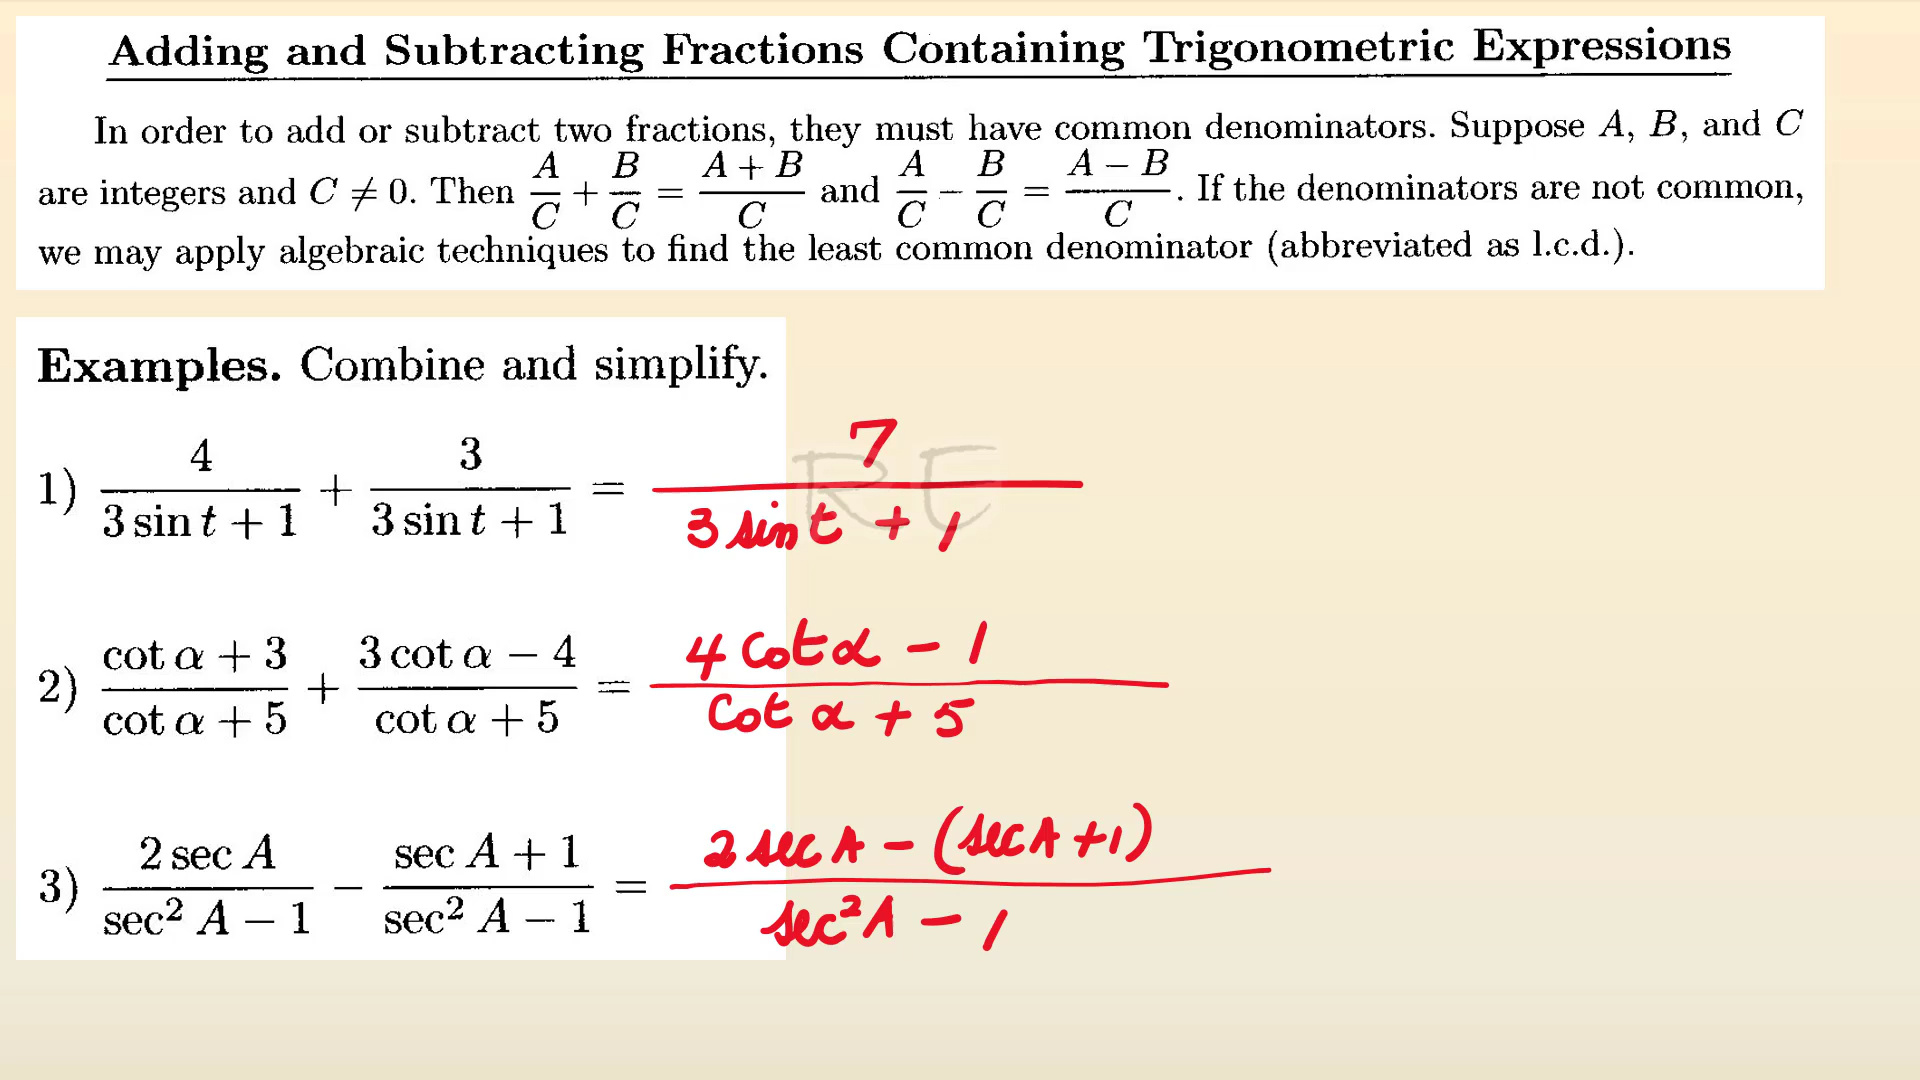 Adding and Subtracting Fractions Containing Trigonometric Expressions
In order to add or subtract two fractions, they must have common denominators. Suppose A, B, and C
are integers and C ≠ 0. Then A/C + B/C = (A + B)/C and A/C − B/C = (A − B)/C. If the denominators are not common,
we may apply algebraic techniques to find the least common denominator (abbreviated as l.c.d.).
Examples. Combine and simplify.
1) 4/(3 sin t + 1) + 3/(3 sin t + 1) = 7/(3 sin t + 1)
RE
2) (cot α + 3)/(cot α + 5) + (3 cot α − 4)/(cot α + 5) = (4 cot α − 1)/(cot α + 5)
3) (2 sec A)/(sec² A − 1) − (sec A + 1)/(sec² A − 1) = (2 sec A − (sec A + 1))/(sec² A − 1)